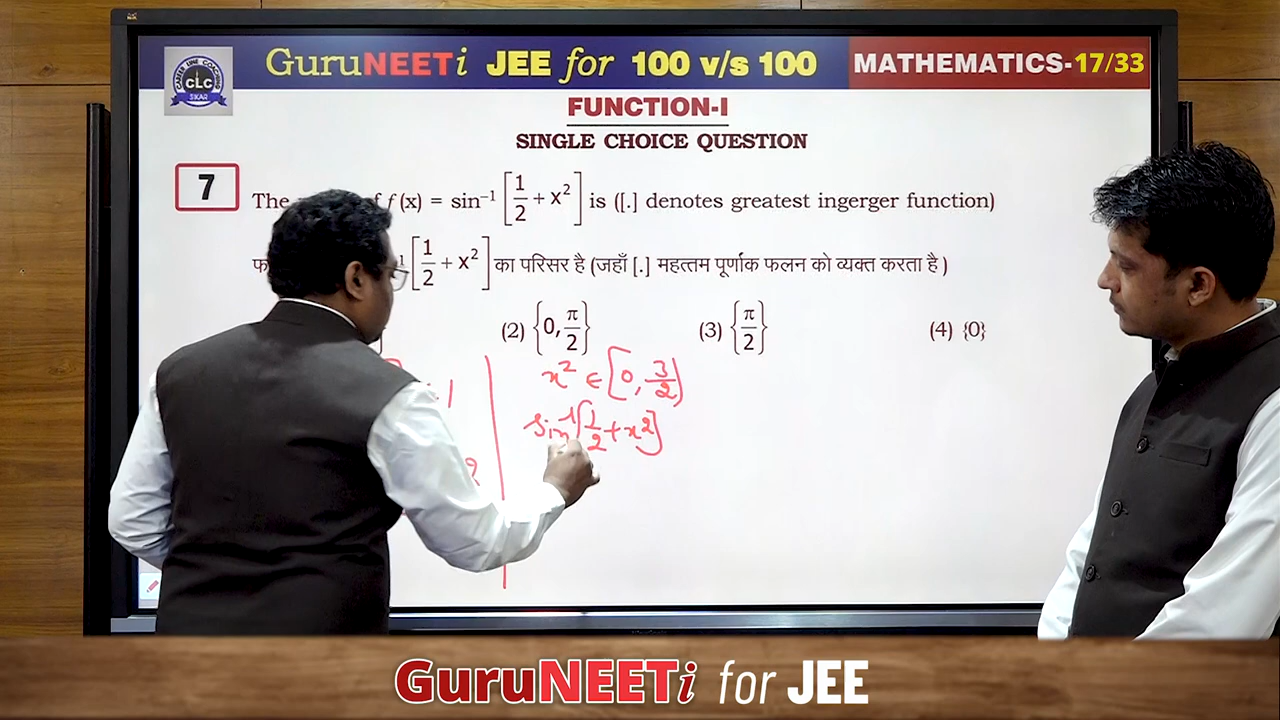 GuruNEETi JEE for 100 v/s 100 MATHEMATICS-17/33
CLC
SIKAR
FUNCTION-I
SINGLE CHOICE QUESTION
7 The f (x) = sin⁻¹ [1/2 + x²] is ([.] denotes greatest ingerger function)
[1/2 + x²] का परिसर है (जहाँ [.] महत्तम पूर्णांक फलन को व्यक्त करता है )
(2) {0, π/2} (3) {π/2} (4) {0}
x² ∈ [0, 3/2)
sin⁻¹[1/2 + x²]
GuruNEETi for JEE